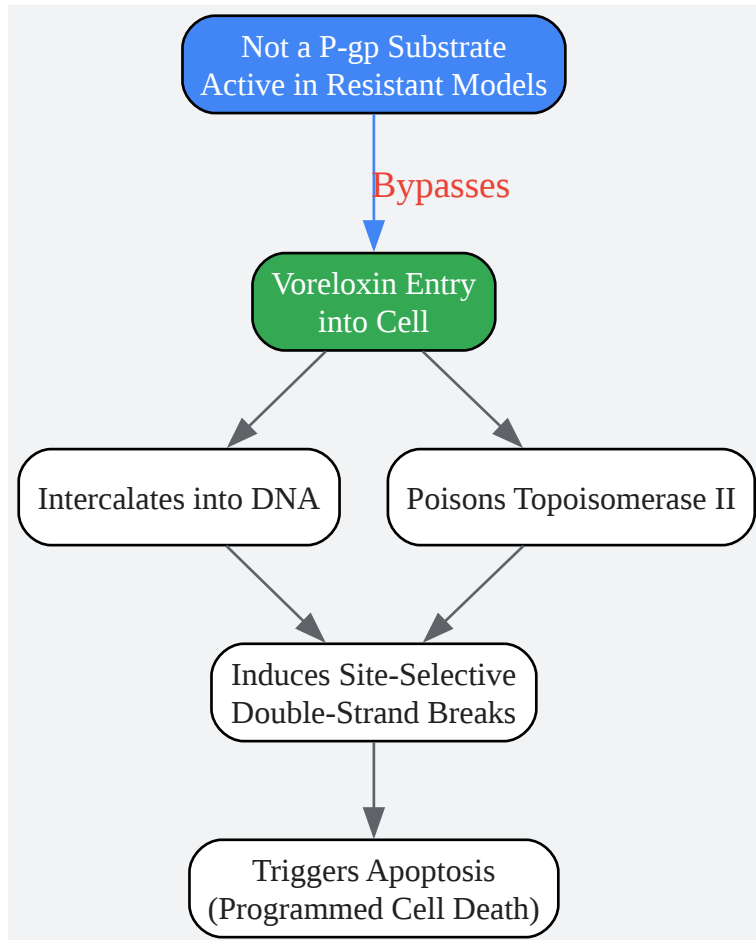 Not a P-gp Substrate
Active in Resistant Models
Bypasses
Voreloxin Entry
into Cell
Intercalates into DNA
Poisons Topoisomerase II
Induces Site-Selective
Double-Strand Breaks
Triggers Apoptosis
(Programmed Cell Death)